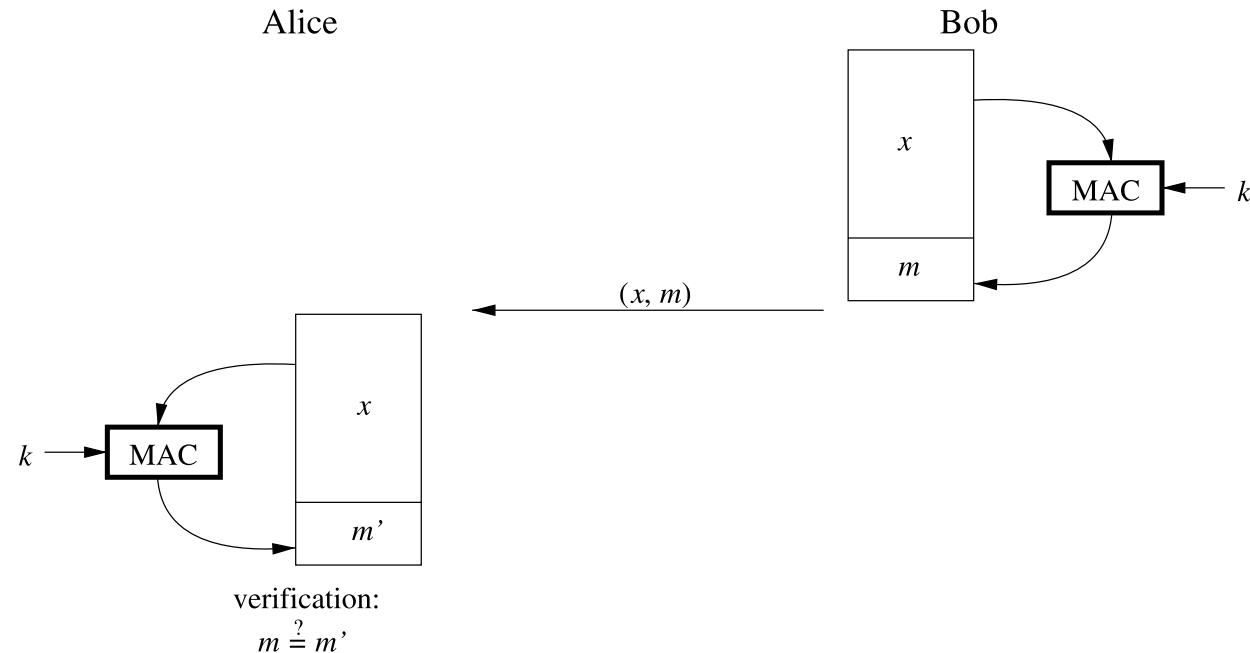 Alice
Bob
x
MAC
k
m
(x, m)
x
k
MAC
m’
verification:
m ≟ m’